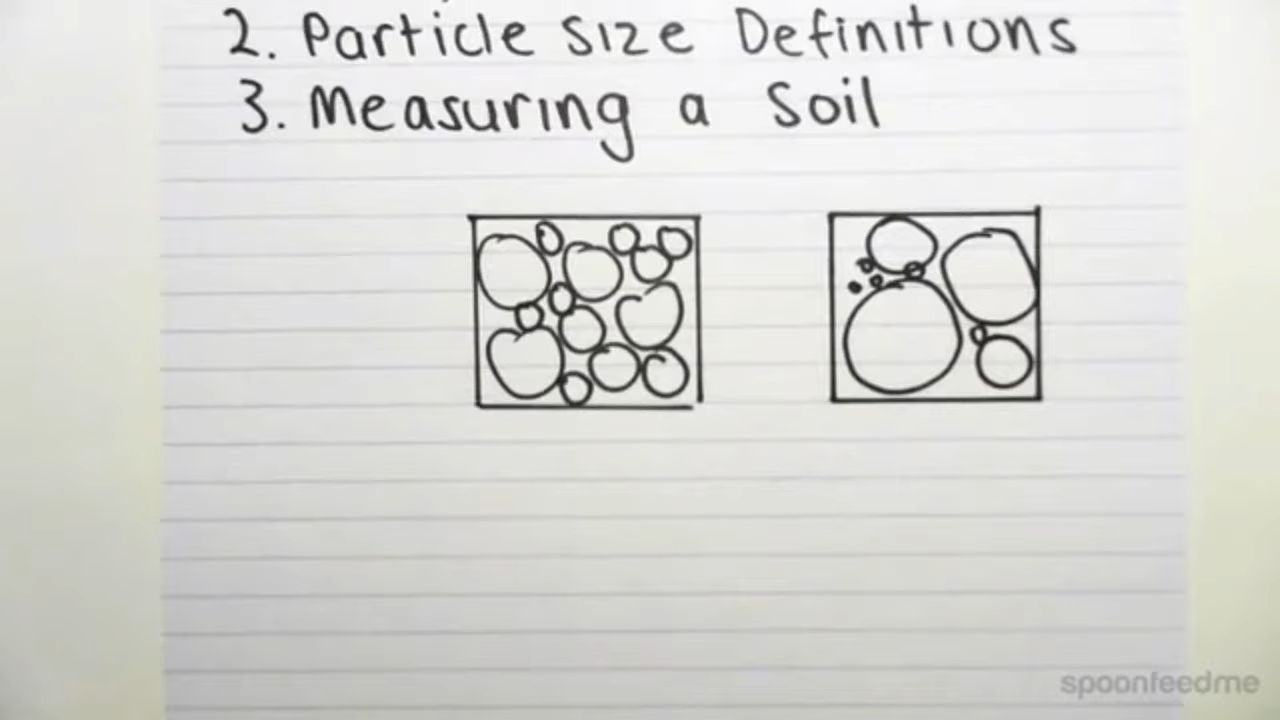 2. Particle Size Definitions
3. Measuring a Soil
spoonfeedme